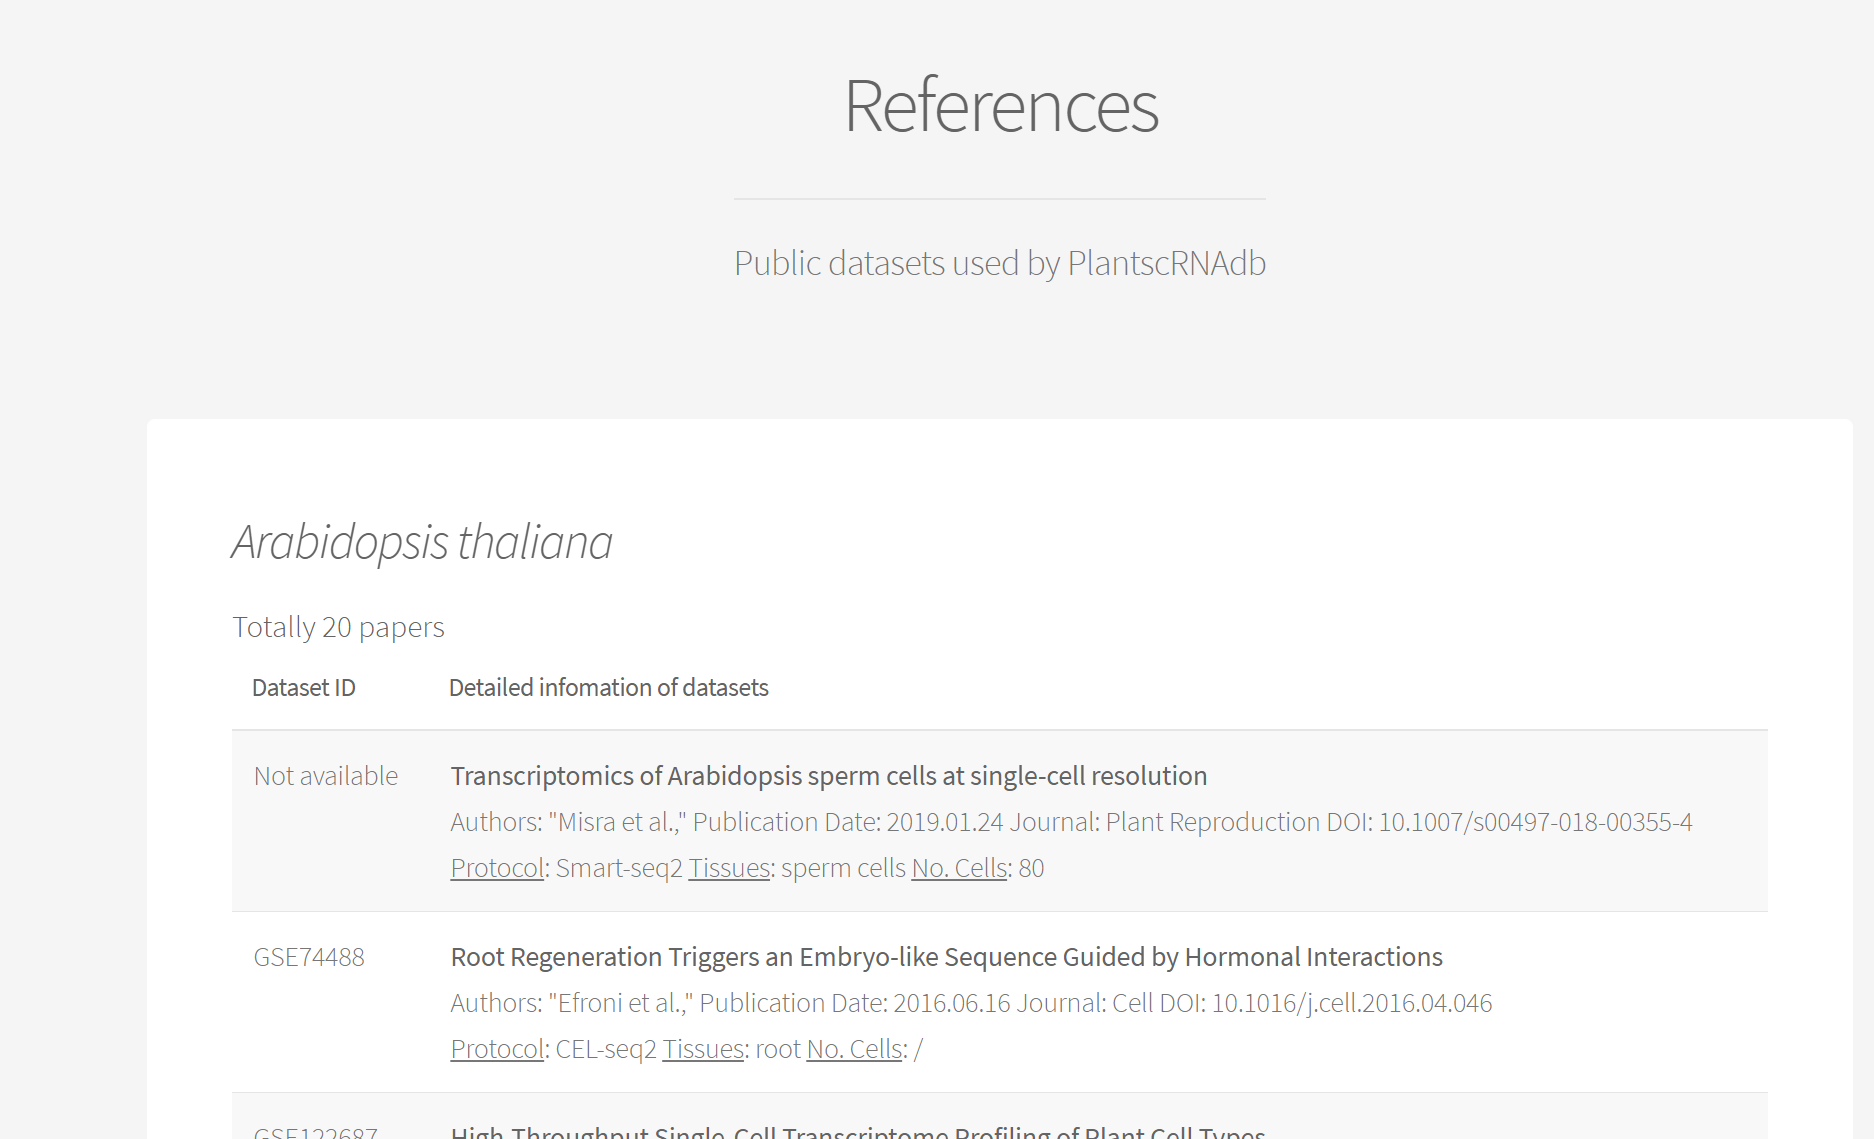 References
Public datasets used by PlantscRNAdb
Arabidopsis thaliana
Totally 20 papers
Dataset ID Detailed infomation of datasets
Not available Transcriptomics of Arabidopsis sperm cells at single-cell resolution
Authors: "Misra et al.," Publication Date: 2019.01.24 Journal: Plant Reproduction DOI: 10.1007/s00497-018-00355-4
Protocol: Smart-seq2 Tissues: sperm cells No. Cells: 80
GSE74488 Root Regeneration Triggers an Embryo-like Sequence Guided by Hormonal Interactions
Authors: "Efroni et al.," Publication Date: 2016.06.16 Journal: Cell DOI: 10.1016/j.cell.2016.04.046
Protocol: CEL-seq2 Tissues: root No. Cells: /
GSE122687 High-Throughput Single-Cell Transcriptome Profiling of Plant Cell Types